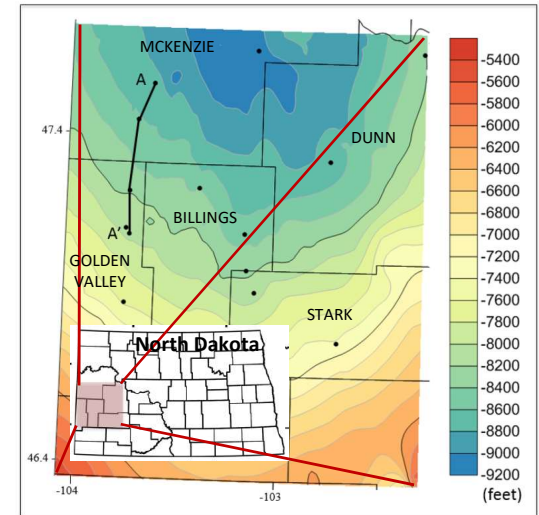 MCKENZIE
A
47.4
DUNN
BILLINGS
A'
GOLDEN
VALLEY
STARK
North Dakota
46.4
-104
-103
-5400
-5600
-5800
-6000
-6200
-6400
-6600
-6800
-7000
-7200
-7400
-7600
-7800
-8000
-8200
-8400
-8600
-8800
-9000
-9200
(feet)